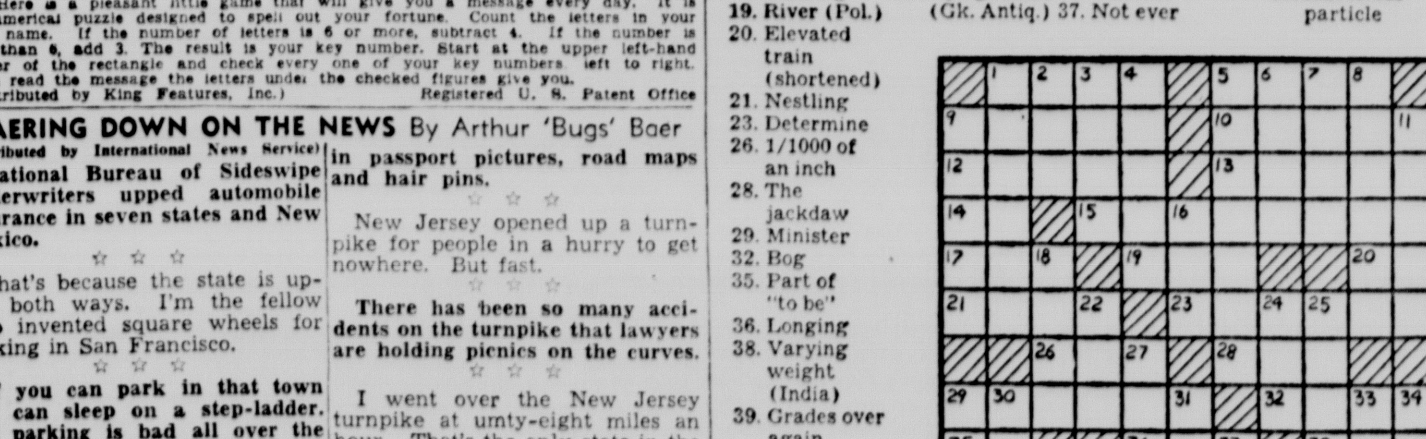 Here is a pleasant little game that will give you a message every day. It is
umerical puzzle designed to spell out your fortune. Count the letters in your
name. If the number of letters is 6 or more, subtract 4. If the number is
than 6, add 3. The result is your key number. Start at the upper left-hand
er of the rectangle and check every one of your key numbers left to right.
read the message the letters under the checked figures give you.
tributed by King Features, Inc.) Registered U. S. Patent Office
AERING DOWN ON THE NEWS By Arthur 'Bugs' Baer
ibuted by International News Service)
ational Bureau of Sideswipe
erwriters upped automobile
rance in seven states and New
xico.
hat's because the state is up-
both ways. I'm the fellow
invented square wheels for
king in San Francisco.
you can park in that town
can sleep on a step-ladder.
parking is bad all over the
in passport pictures, road maps
and hair pins.
New Jersey opened up a turn-
pike for people in a hurry to get
nowhere. But fast.
There has been so many acci-
dents on the turnpike that lawyers
are holding picnics on the curves.
I went over the New Jersey
turnpike at umty-eight miles an
19. River (Pol.)
20. Elevated
train
(shortened)
21. Nestling
23. Determine
26. 1/1000 of
an inch
28. The
jackdaw
29. Minister
32. Bog
35. Part of
"to be"
36. Longing
38. Varying
weight
(India)
39. Grades over
again
(Gk. Antiq.) 37. Not ever
particle
1 2 3 4 5 6 7 8
9 10 11
12 13
14 15 16
17 18 19 20
21 22 23 24 25
26 27 28
29 30 31 32 33 34